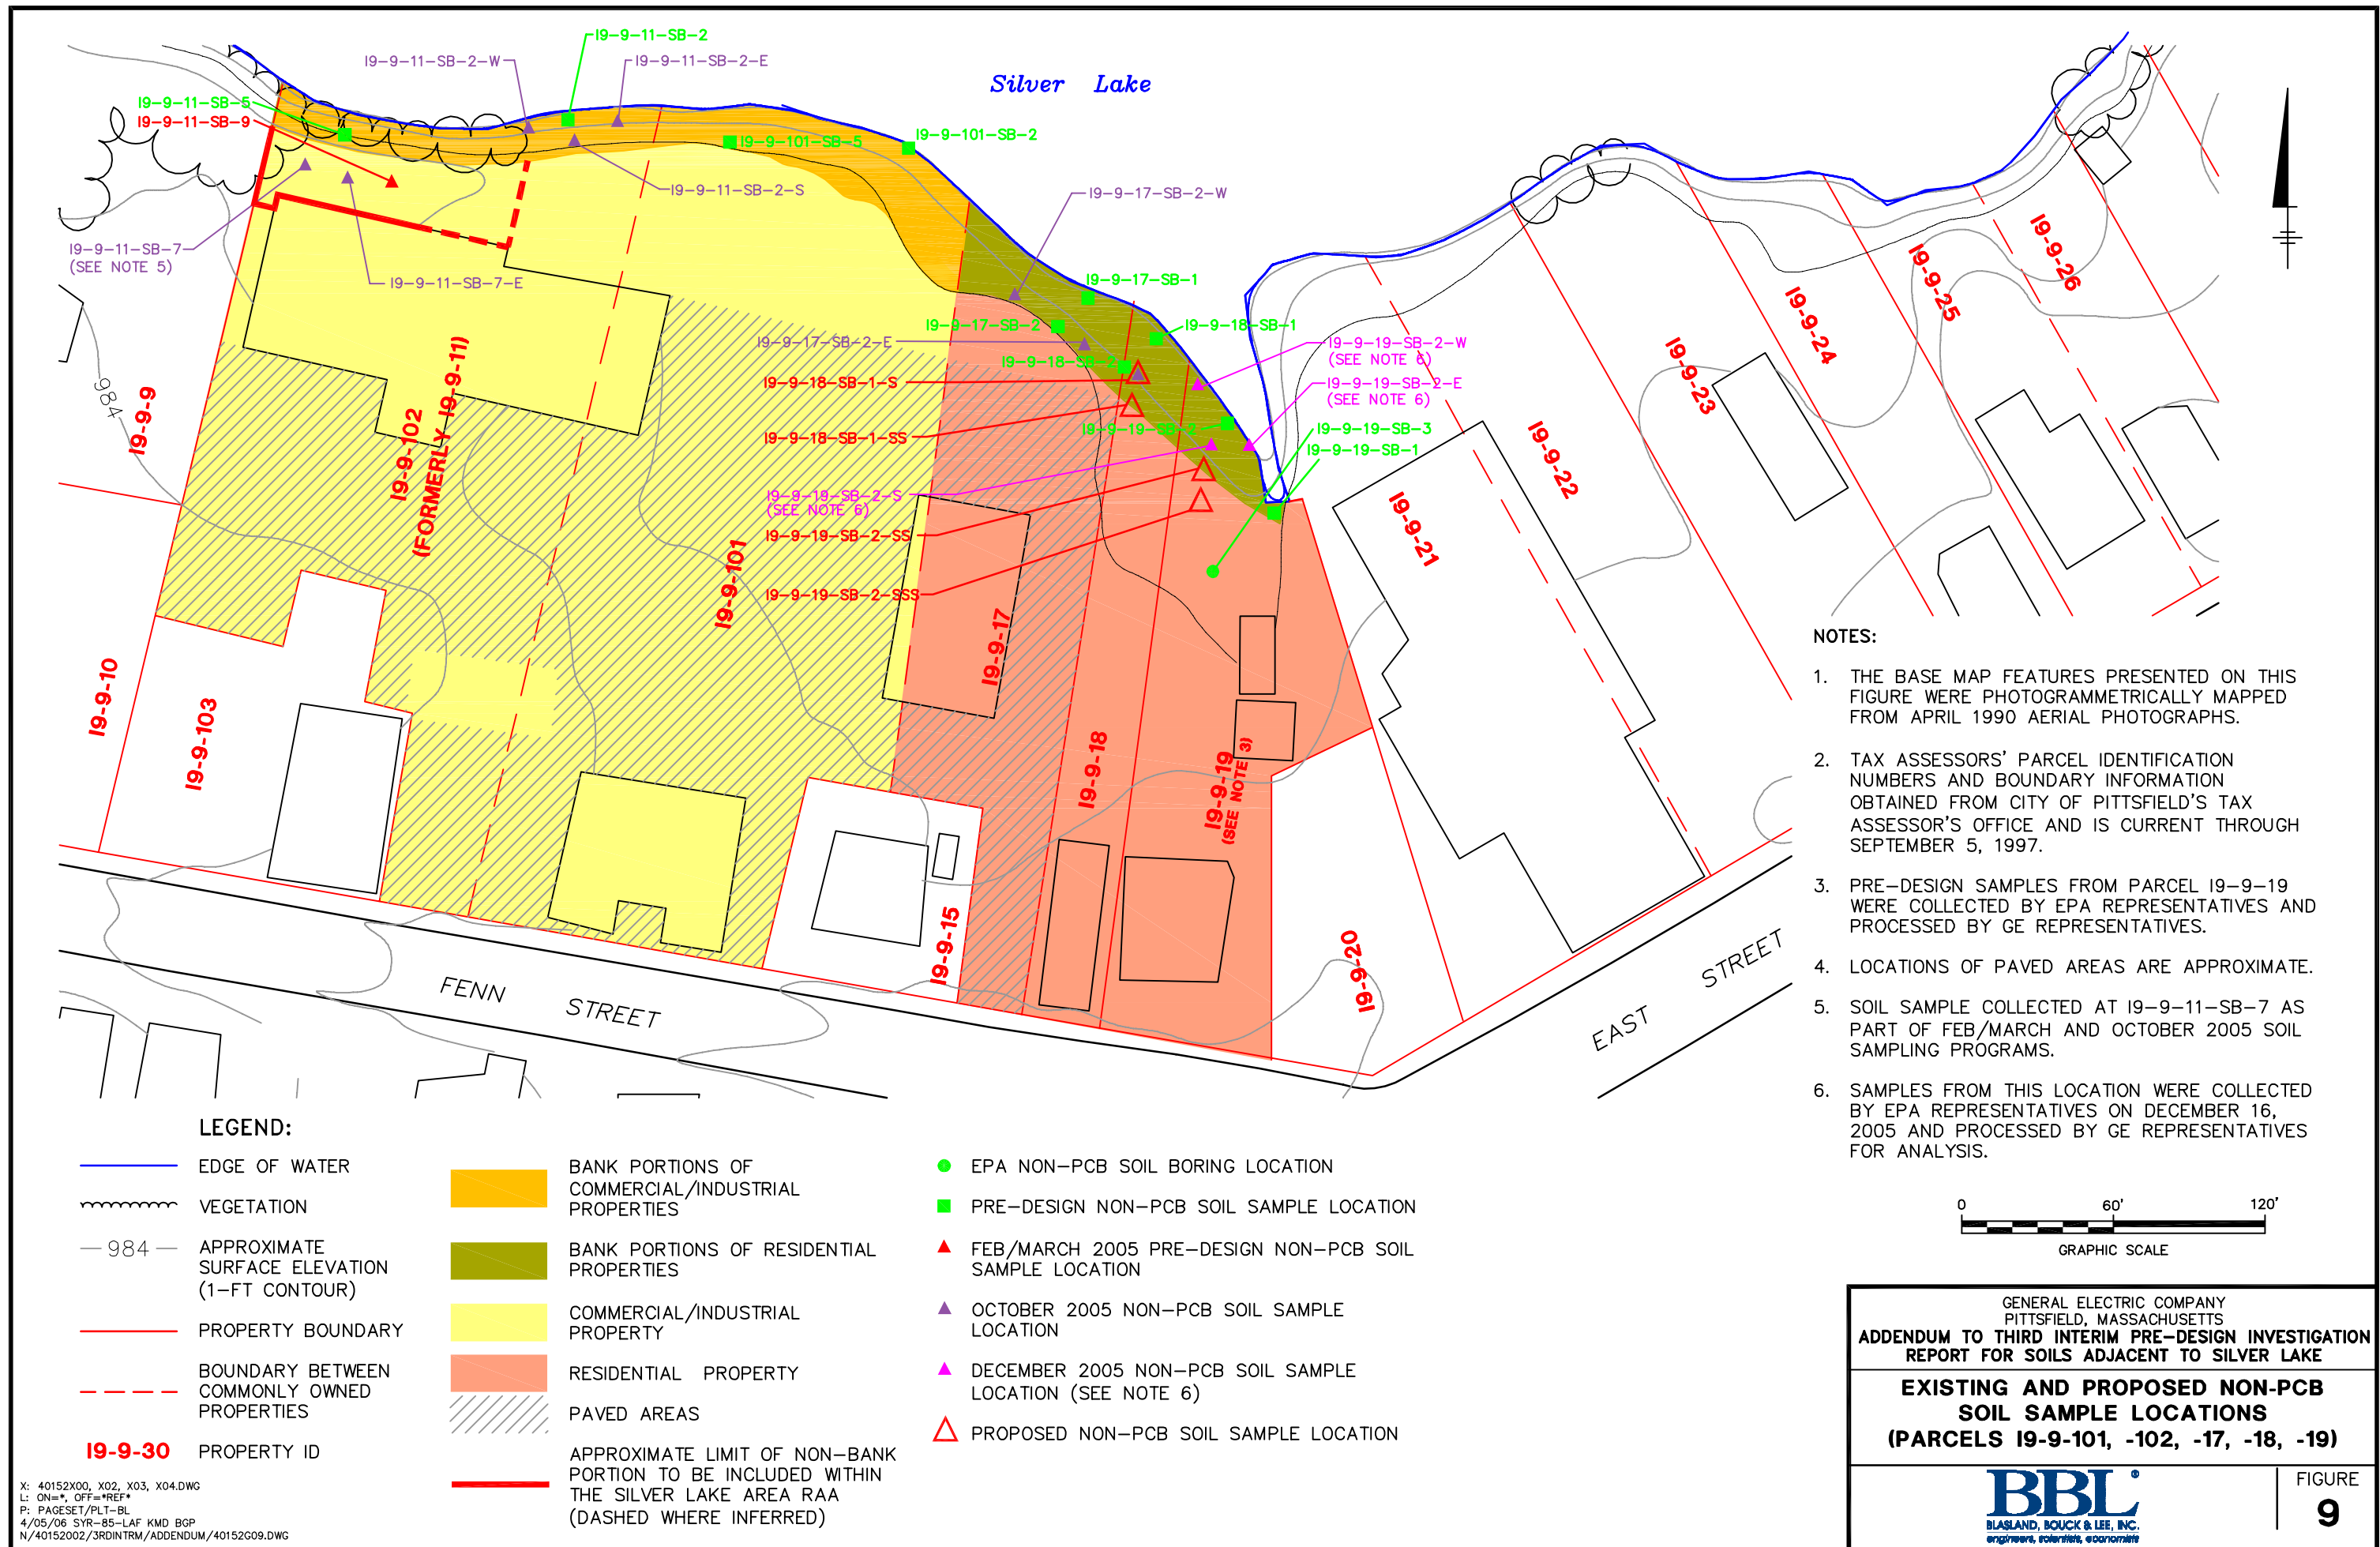 I9-9-11-SB-2
I9-9-11-SB-2-W
I9-9-11-SB-2-E
Silver Lake
I9-9-11-SB-5
I9-9-11-SB-9
I9-9-101-SB-5
I9-9-101-SB-2
I9-9-11-SB-2-S
I9-9-17-SB-2-W
I9-9-11-SB-7
(SEE NOTE 5)
I9-9-11-SB-7-E
I9-9-17-SB-1
I9-9-17-SB-2
I9-9-18-SB-1
I9-9-17-SB-2-E
I9-9-19-SB-2-W
(SEE NOTE 6)
I9-9-18-SB-2
I9-9-18-SB-1-S
I9-9-19-SB-2-E
(SEE NOTE 6)
I9-9-18-SB-1-SS
I9-9-19-SB-2
I9-9-19-SB-3
I9-9-19-SB-1
I9-9-19-SB-2-S
(SEE NOTE 6)
I9-9-19-SB-2-SS
I9-9-19-SB-2-SSS
984
I9-9-9
I9-9-102
(FORMERLY I9-9-11)
I9-9-101
I9-9-10
I9-9-103
I9-9-17
I9-9-18
I9-9-19
(SEE NOTE 3)
I9-9-15
I9-9-20
I9-9-21
I9-9-22
I9-9-23
I9-9-24
I9-9-25
I9-9-26
FENN STREET
EAST STREET
NOTES:
1. THE BASE MAP FEATURES PRESENTED ON THIS
FIGURE WERE PHOTOGRAMMETRICALLY MAPPED
FROM APRIL 1990 AERIAL PHOTOGRAPHS.
2. TAX ASSESSORS' PARCEL IDENTIFICATION
NUMBERS AND BOUNDARY INFORMATION
OBTAINED FROM CITY OF PITTSFIELD'S TAX
ASSESSOR'S OFFICE AND IS CURRENT THROUGH
SEPTEMBER 5, 1997.
3. PRE-DESIGN SAMPLES FROM PARCEL I9-9-19
WERE COLLECTED BY EPA REPRESENTATIVES AND
PROCESSED BY GE REPRESENTATIVES.
4. LOCATIONS OF PAVED AREAS ARE APPROXIMATE.
5. SOIL SAMPLE COLLECTED AT I9-9-11-SB-7 AS
PART OF FEB/MARCH AND OCTOBER 2005 SOIL
SAMPLING PROGRAMS.
6. SAMPLES FROM THIS LOCATION WERE COLLECTED
BY EPA REPRESENTATIVES ON DECEMBER 16,
2005 AND PROCESSED BY GE REPRESENTATIVES
FOR ANALYSIS.
0 60' 120'
GRAPHIC SCALE
LEGEND:
EDGE OF WATER
VEGETATION
984
APPROXIMATE
SURFACE ELEVATION
(1-FT CONTOUR)
PROPERTY BOUNDARY
BOUNDARY BETWEEN
COMMONLY OWNED
PROPERTIES
I9-9-30 PROPERTY ID
BANK PORTIONS OF
COMMERCIAL/INDUSTRIAL
PROPERTIES
BANK PORTIONS OF RESIDENTIAL
PROPERTIES
COMMERCIAL/INDUSTRIAL
PROPERTY
RESIDENTIAL PROPERTY
PAVED AREAS
APPROXIMATE LIMIT OF NON-BANK
PORTION TO BE INCLUDED WITHIN
THE SILVER LAKE AREA RAA
(DASHED WHERE INFERRED)
EPA NON-PCB SOIL BORING LOCATION
PRE-DESIGN NON-PCB SOIL SAMPLE LOCATION
FEB/MARCH 2005 PRE-DESIGN NON-PCB SOIL
SAMPLE LOCATION
OCTOBER 2005 NON-PCB SOIL SAMPLE
LOCATION
DECEMBER 2005 NON-PCB SOIL SAMPLE
LOCATION (SEE NOTE 6)
PROPOSED NON-PCB SOIL SAMPLE LOCATION
X: 40152X00, X02, X03, X04.DWG
L: ON=*, OFF=*REF*
P: PAGESET/PLT-BL
4/05/06 SYR-85-LAF KMD BGP
N/40152002/3RDINTRM/ADDENDUM/40152G09.DWG
GENERAL ELECTRIC COMPANY
PITTSFIELD, MASSACHUSETTS
ADDENDUM TO THIRD INTERIM PRE-DESIGN INVESTIGATION
REPORT FOR SOILS ADJACENT TO SILVER LAKE
EXISTING AND PROPOSED NON-PCB
SOIL SAMPLE LOCATIONS
(PARCELS I9-9-101, -102, -17, -18, -19)
BBL®
BLASLAND, BOUCK & LEE, INC.
engineers, scientists, economists
FIGURE
9